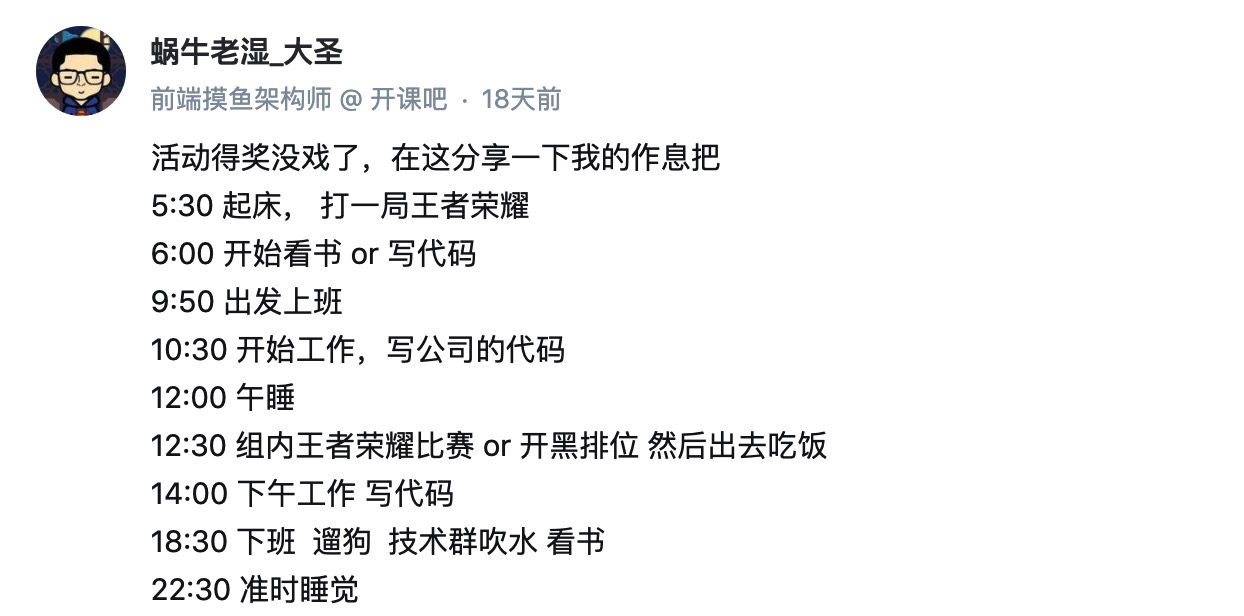 蜗牛老湿_大圣
前端摸鱼架构师 @ 开课吧 · 18天前
活动得奖没戏了，在这分享一下我的作息把
5:30 起床， 打一局王者荣耀
6:00 开始看书 or 写代码
9:50 出发上班
10:30 开始工作，写公司的代码
12:00 午睡
12:30 组内王者荣耀比赛 or 开黑排位 然后出去吃饭
14:00 下午工作 写代码
18:30 下班 遛狗 技术群吹水 看书
22:30 准时睡觉